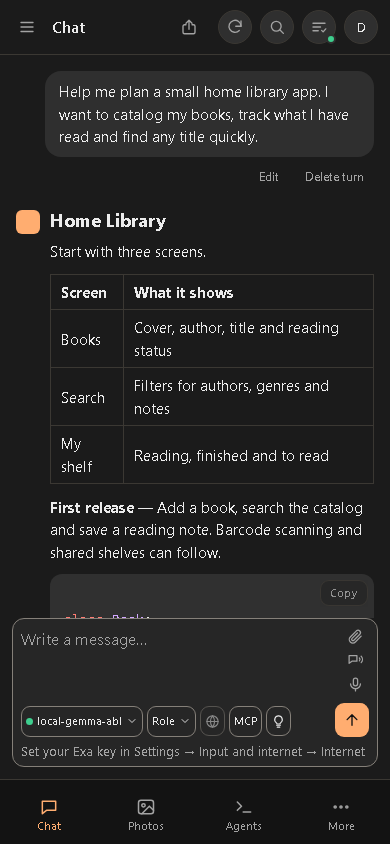 Chat
D
Help me plan a small home library app. I
want to catalog my books, track what I have
read and find any title quickly.
Edit Delete turn
Home Library
Start with three screens.
Screen What it shows
Books Cover, author, title and reading
status
Search Filters for authors, genres and
notes
My
shelf Reading, finished and to read
First release — Add a book, search the catalog
and save a reading note. Barcode scanning and
shared shelves can follow.
Copy
Write a message...
local-gemma-abl Role MCP
Set your Exa key in Settings → Input and internet → Internet
Chat Photos Agents More